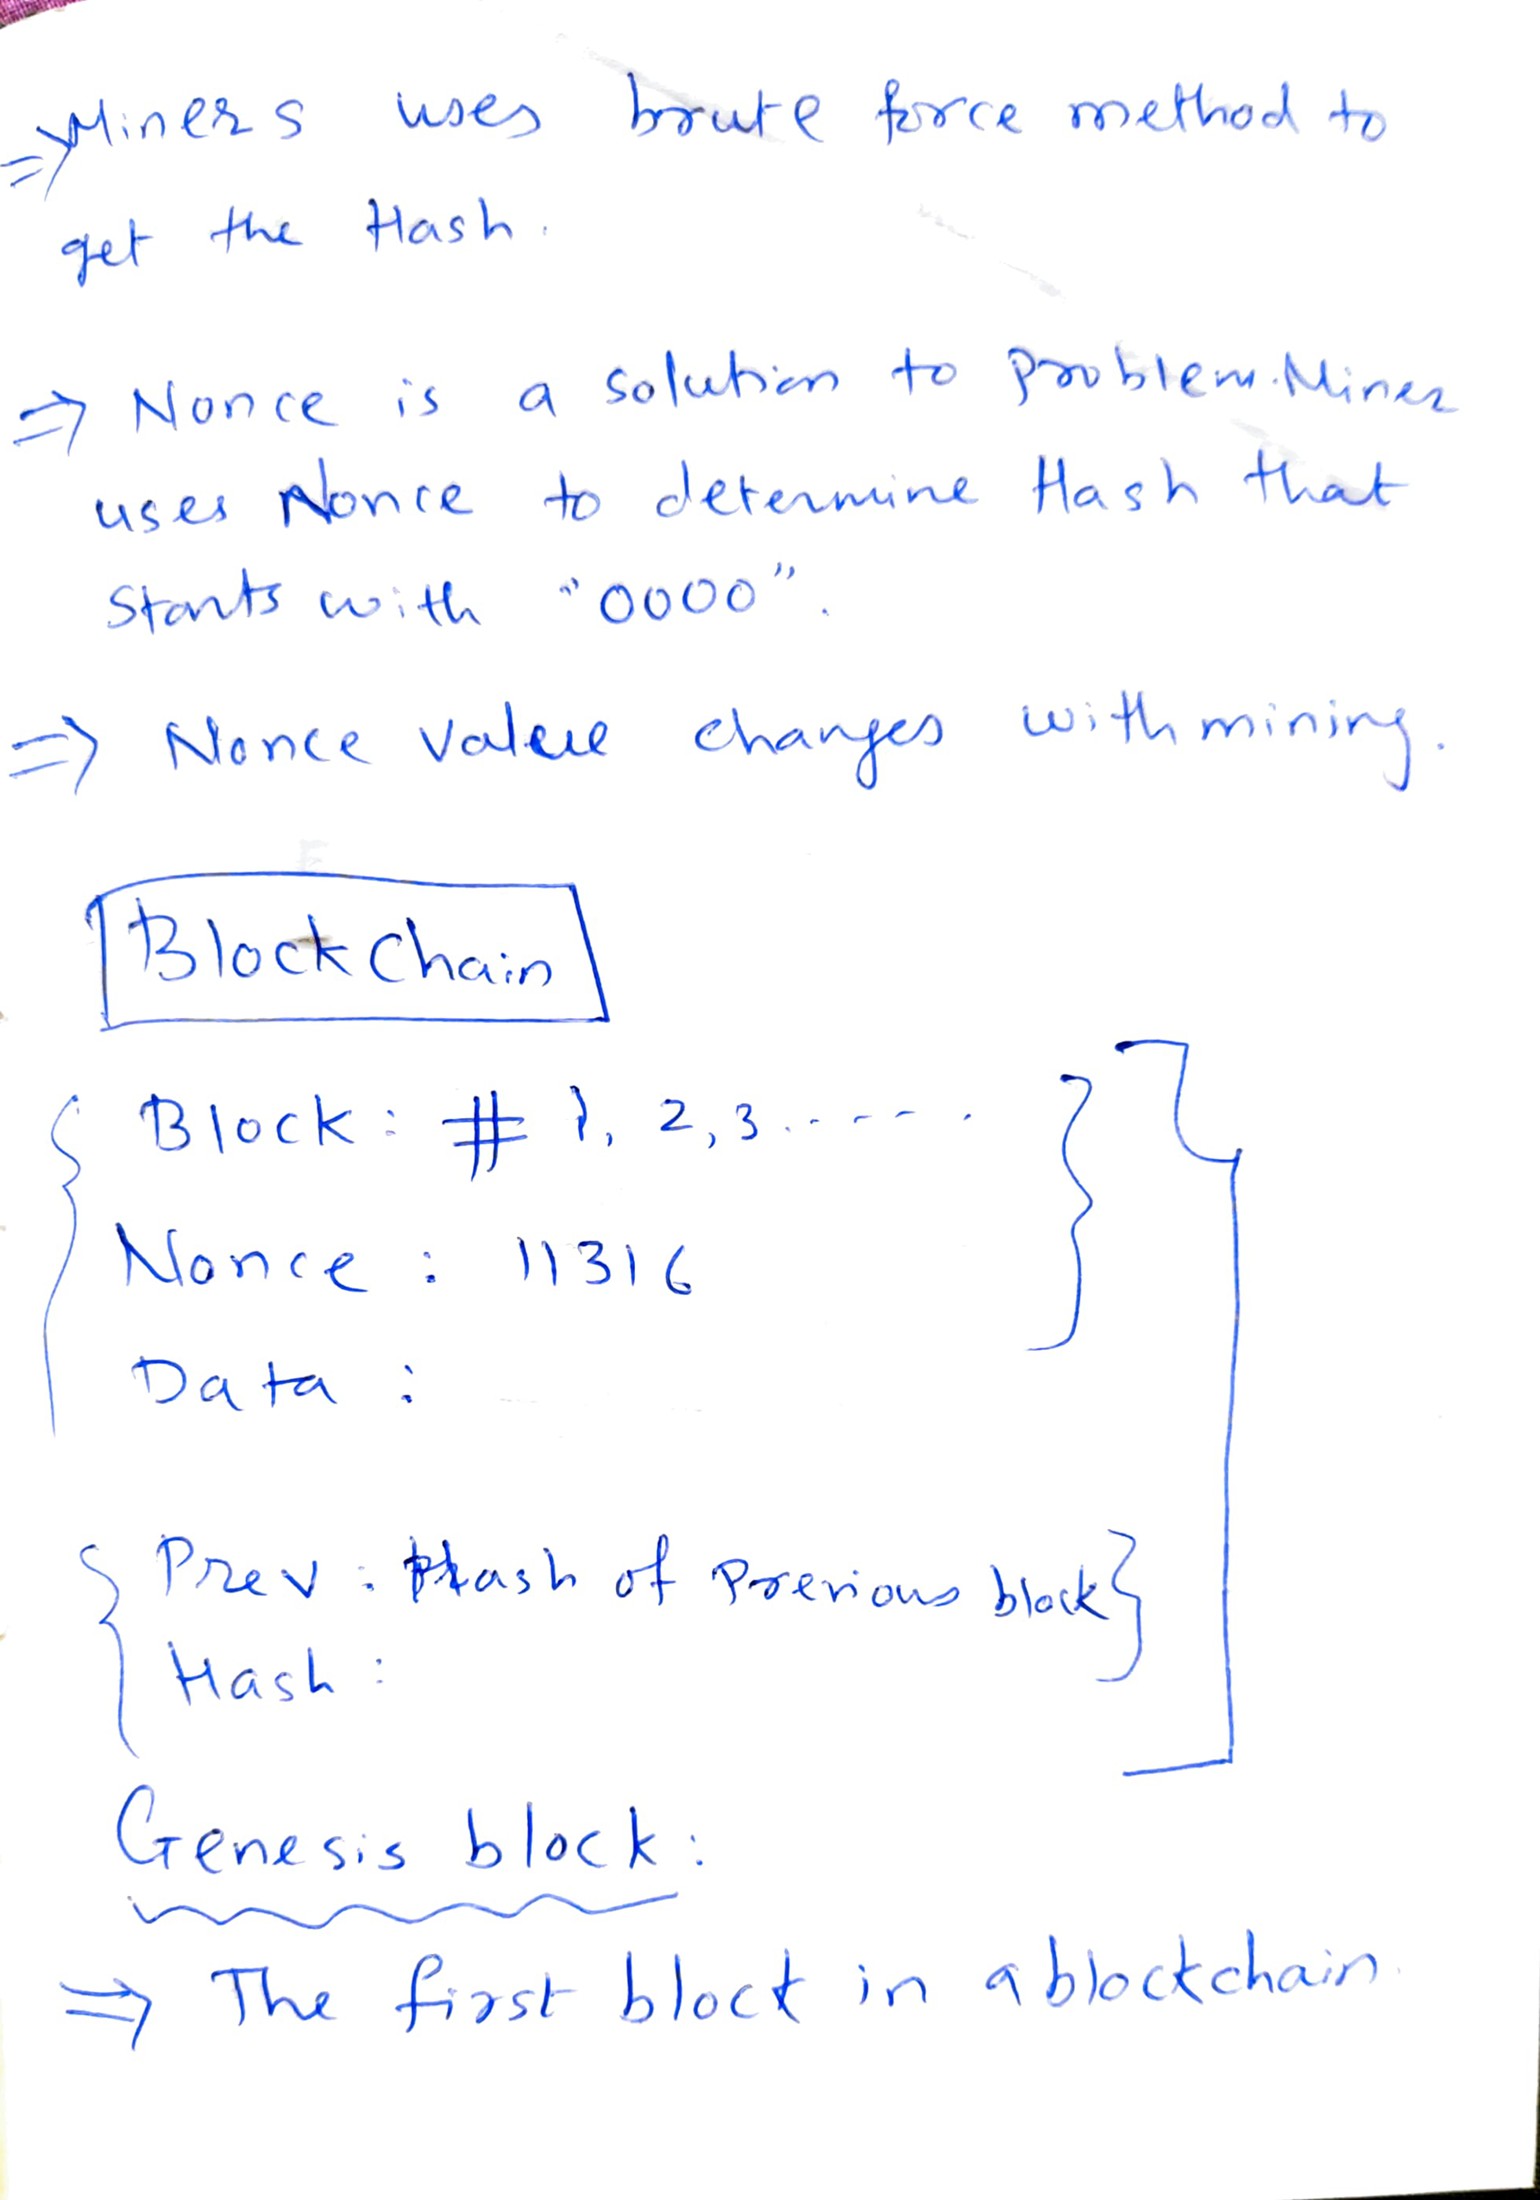 ⇒ Miners uses brute force method to
get the Hash.
⇒ Nonce is a solution to problem. Miner
uses Nonce to determine Hash that
starts with "0000".
⇒ Nonce value changes with mining.
Block Chain
Block : # 1, 2, 3 . - - - - .
Nonce : 11316
Data :
Prev : Hash of Previous block
Hash :
Genesis block :
⇒ The first block in a blockchain.